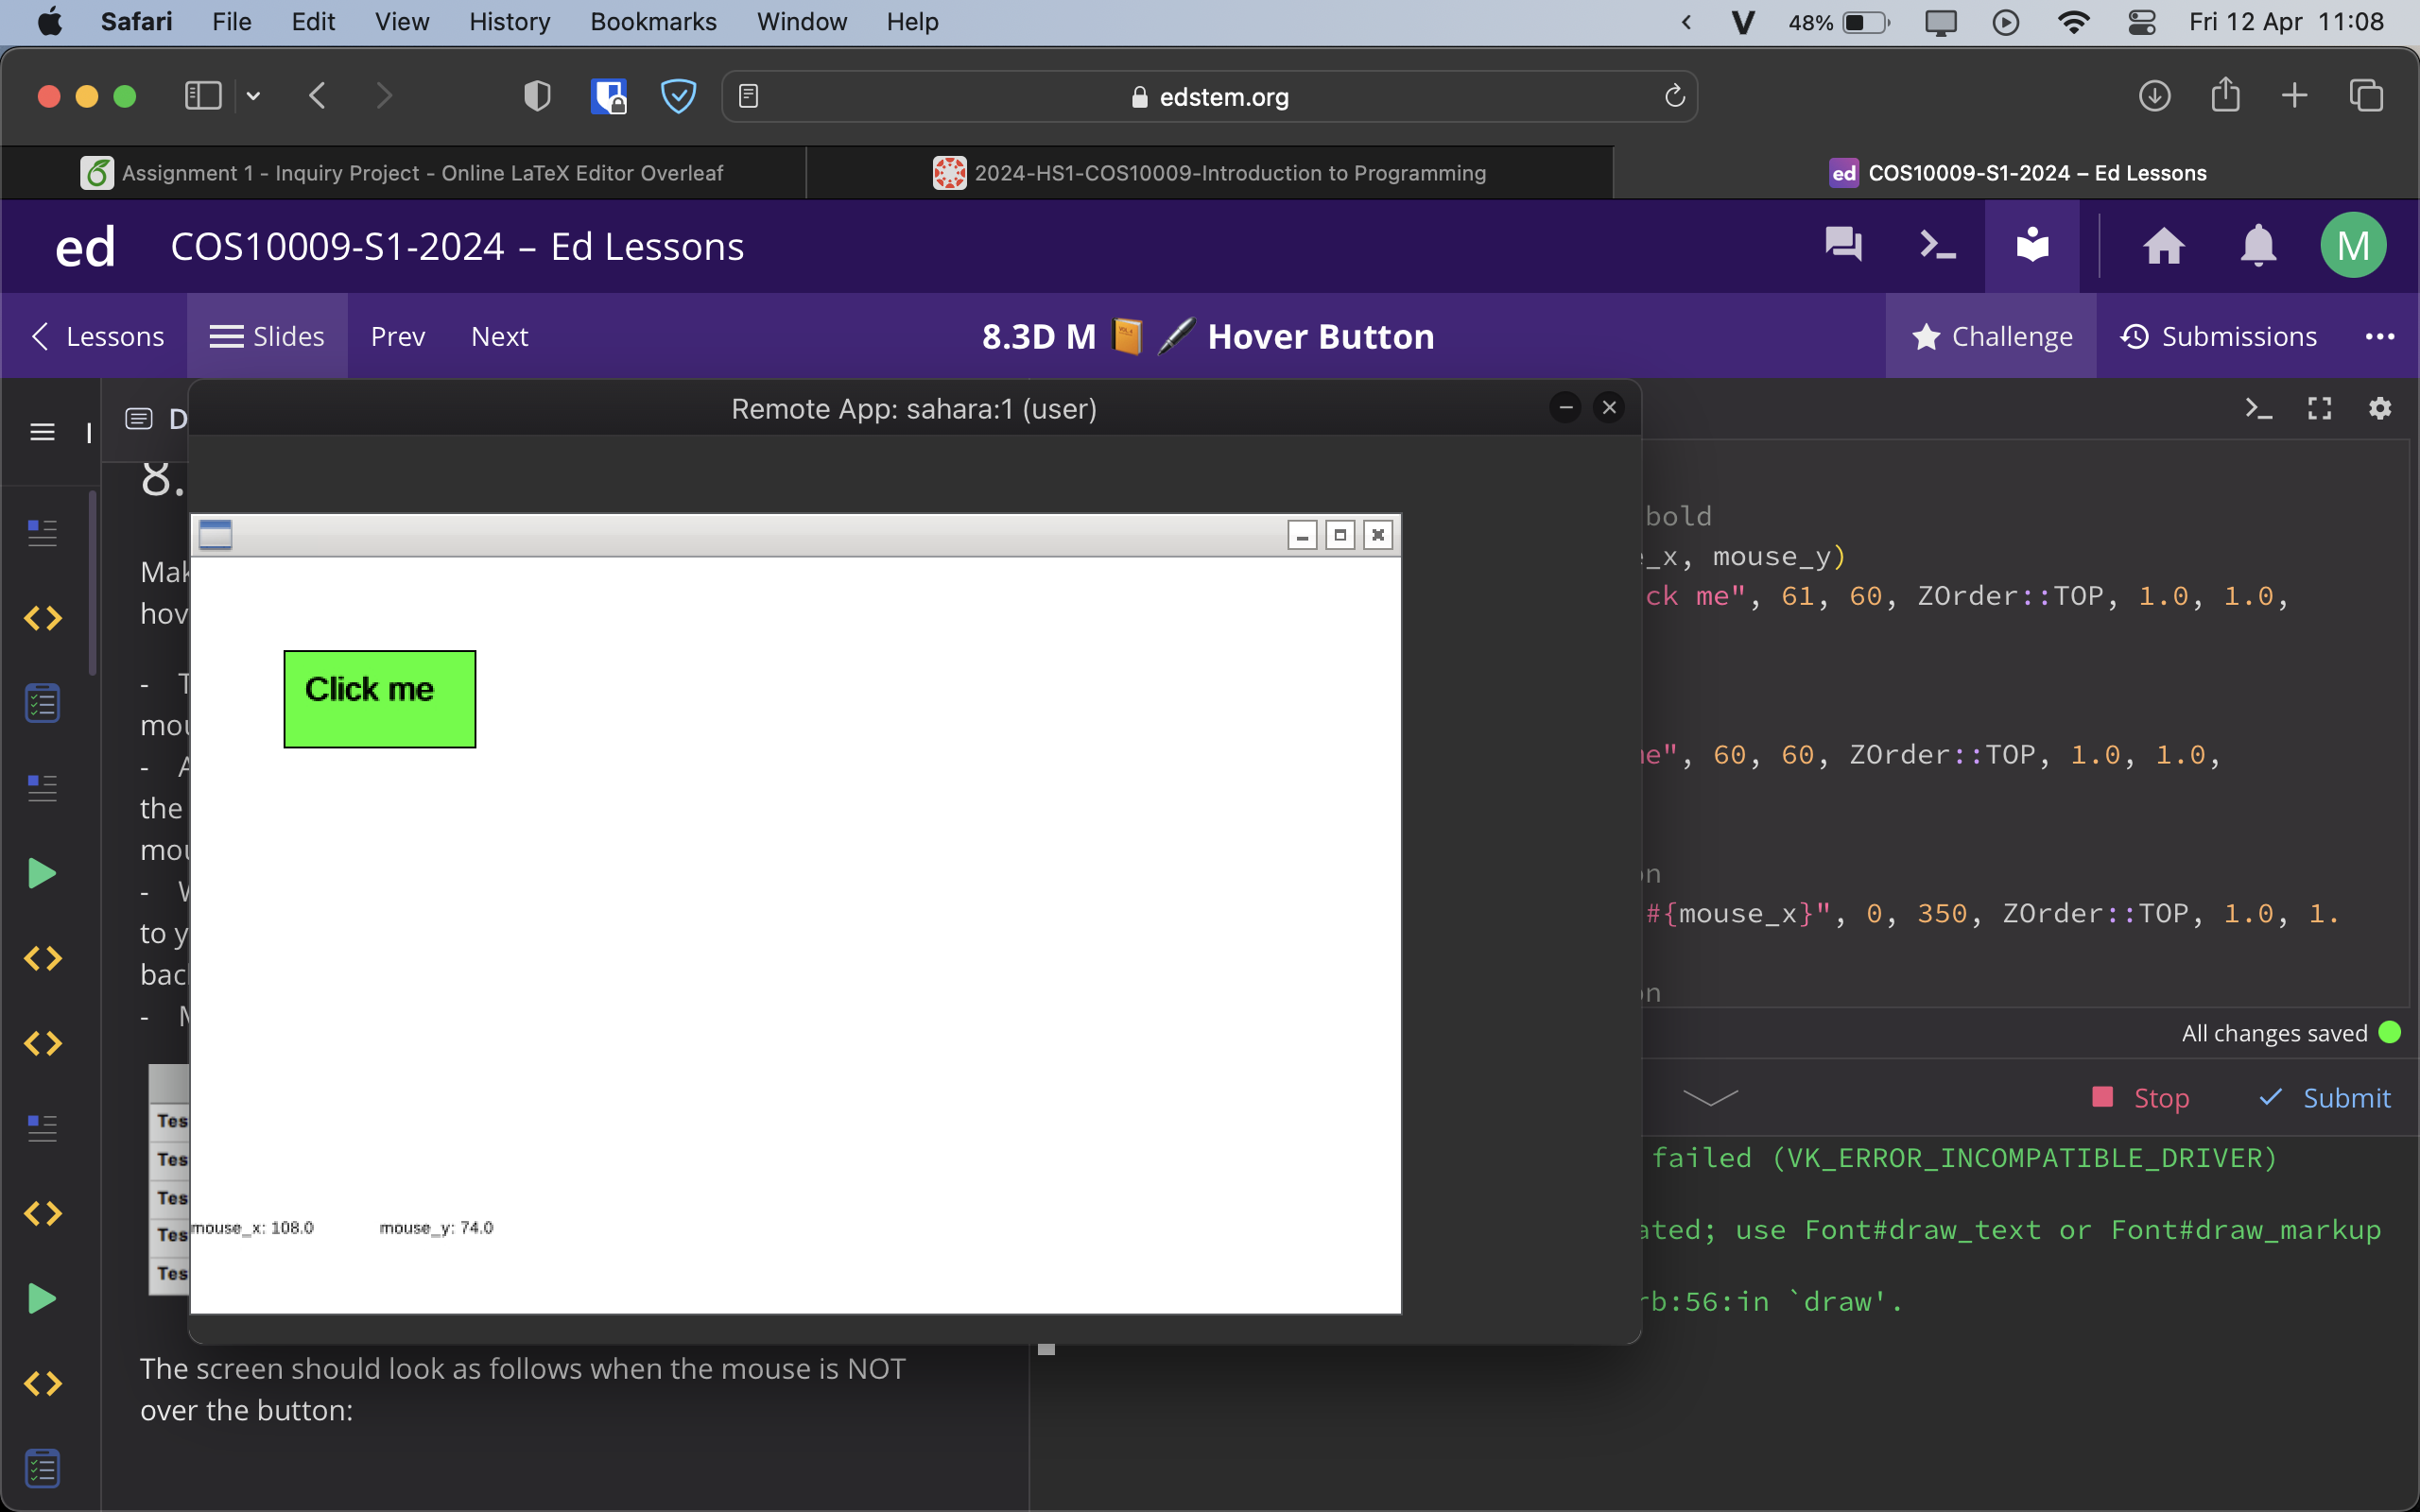 Safari File Edit View History Bookmarks Window Help 48% Fri 12 Apr 11:08
edstem.org
Assignment 1 - Inquiry Project - Online LaTeX Editor Overleaf
2024-HS1-COS10009-Introduction to Programming
ed COS10009-S1-2024 – Ed Lessons
ed COS10009-S1-2024 – Ed Lessons M
Lessons Slides Prev Next 8.3D M Hover Button Challenge Submissions
D
Remote App: sahara:1 (user)
8.
Mak
hov
- T
mou
- A
the
mou
- W
to y
bac
- M
Tes
Tes
Tes
Tes
Tes
Click me
mouse_x: 108.0 mouse_y: 74.0
The screen should look as follows when the mouse is NOT
over the button:
bold
_x, mouse_y)
ck me", 61, 60, ZOrder::TOP, 1.0, 1.0,
e", 60, 60, ZOrder::TOP, 1.0, 1.0,
n
#{mouse_x}", 0, 350, ZOrder::TOP, 1.0, 1.
n
All changes saved
Stop Submit
failed (VK_ERROR_INCOMPATIBLE_DRIVER)
ated; use Font#draw_text or Font#draw_markup
rb:56:in `draw'.